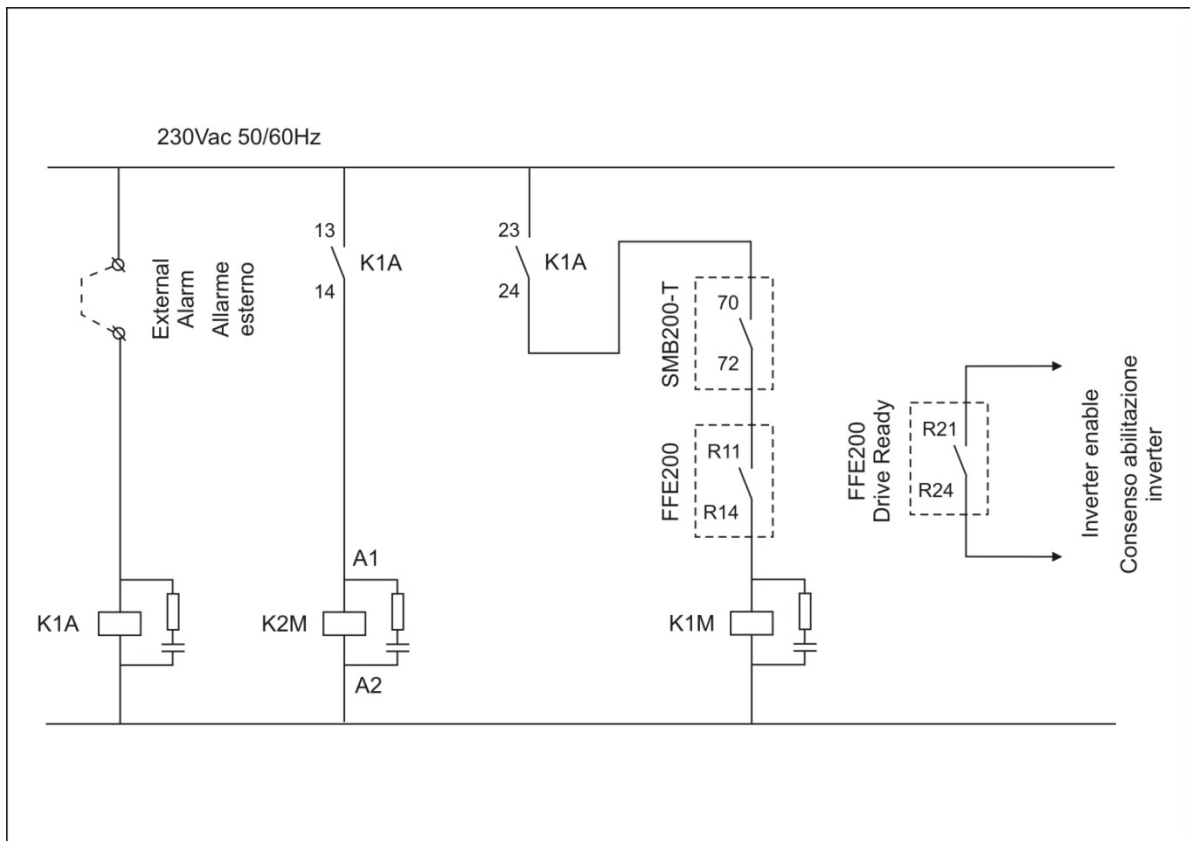 230Vac 50/60Hz
External
Alarm
Allarme
esterno
13
14
K1A
23
24
K1A
SMB200-T
70
72
FFE200
R11
R14
FFE200
Drive Ready
R21
R24
Inverter enable
Consenso abilitazione
inverter
K1A
A1
K2M
A2
K1M